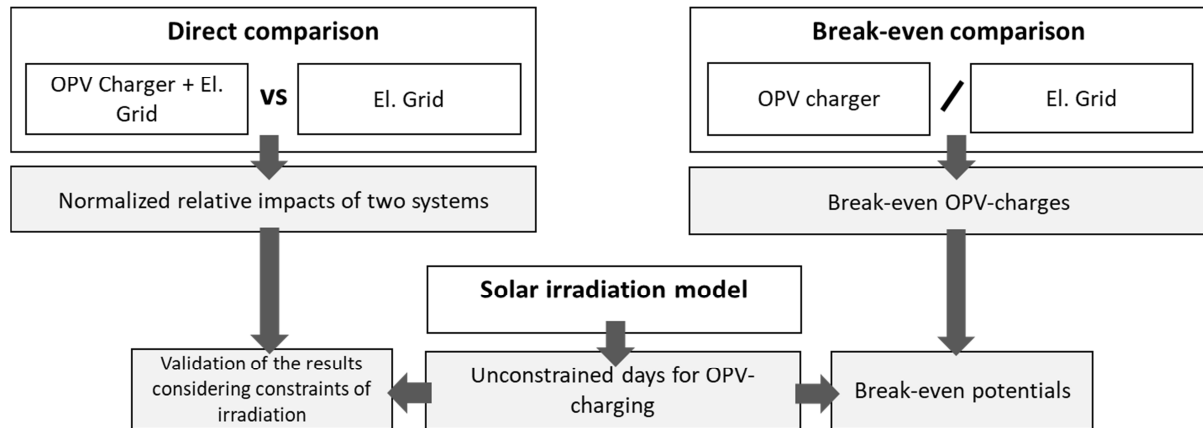 Direct comparison
OPV Charger + El.
Grid
vs
El. Grid
Normalized relative impacts of two systems
Break-even comparison
OPV charger
/
El. Grid
Break-even OPV-charges
Solar irradiation model
Validation of the results
considering constraints of
irradiation
Unconstrained days for OPV-
charging
Break-even potentials